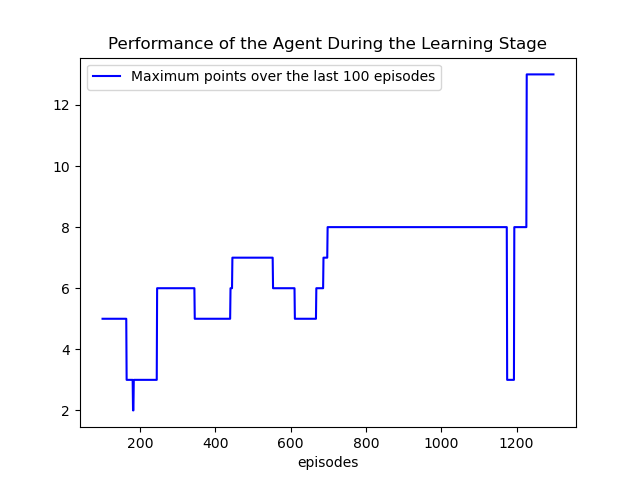 Performance of the Agent During the Learning Stage
Maximum points over the last 100 episodes
12
10
8
6
4
2
200 400 600 800 1000 1200
episodes